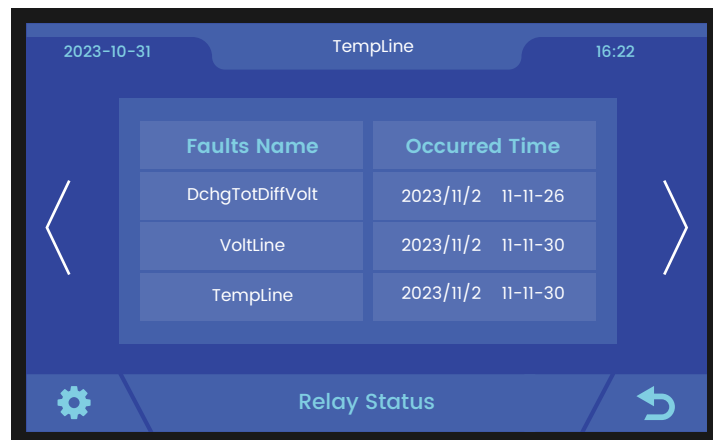 2023-10-31 TempLine 16:22
Faults Name Occurred Time
DchgTotDiffVolt 2023/11/2 11-11-26
VoltLine 2023/11/2 11-11-30
TempLine 2023/11/2 11-11-30
Relay Status